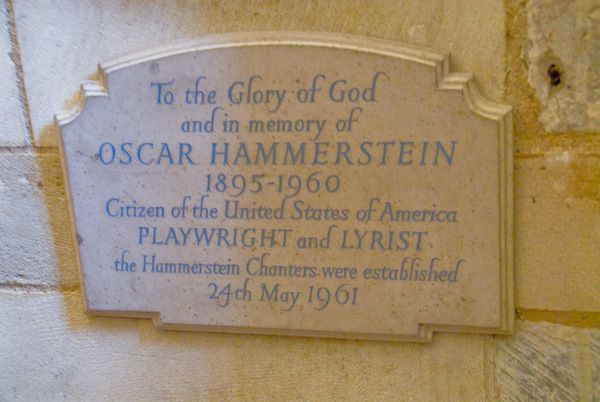 To the Glory of God
and in memory of
OSCAR HAMMERSTEIN
1895-1960
Citizen of the United States of America
PLAYWRIGHT and LYRIST
the Hammerstein Chanters were established
24th May 1961